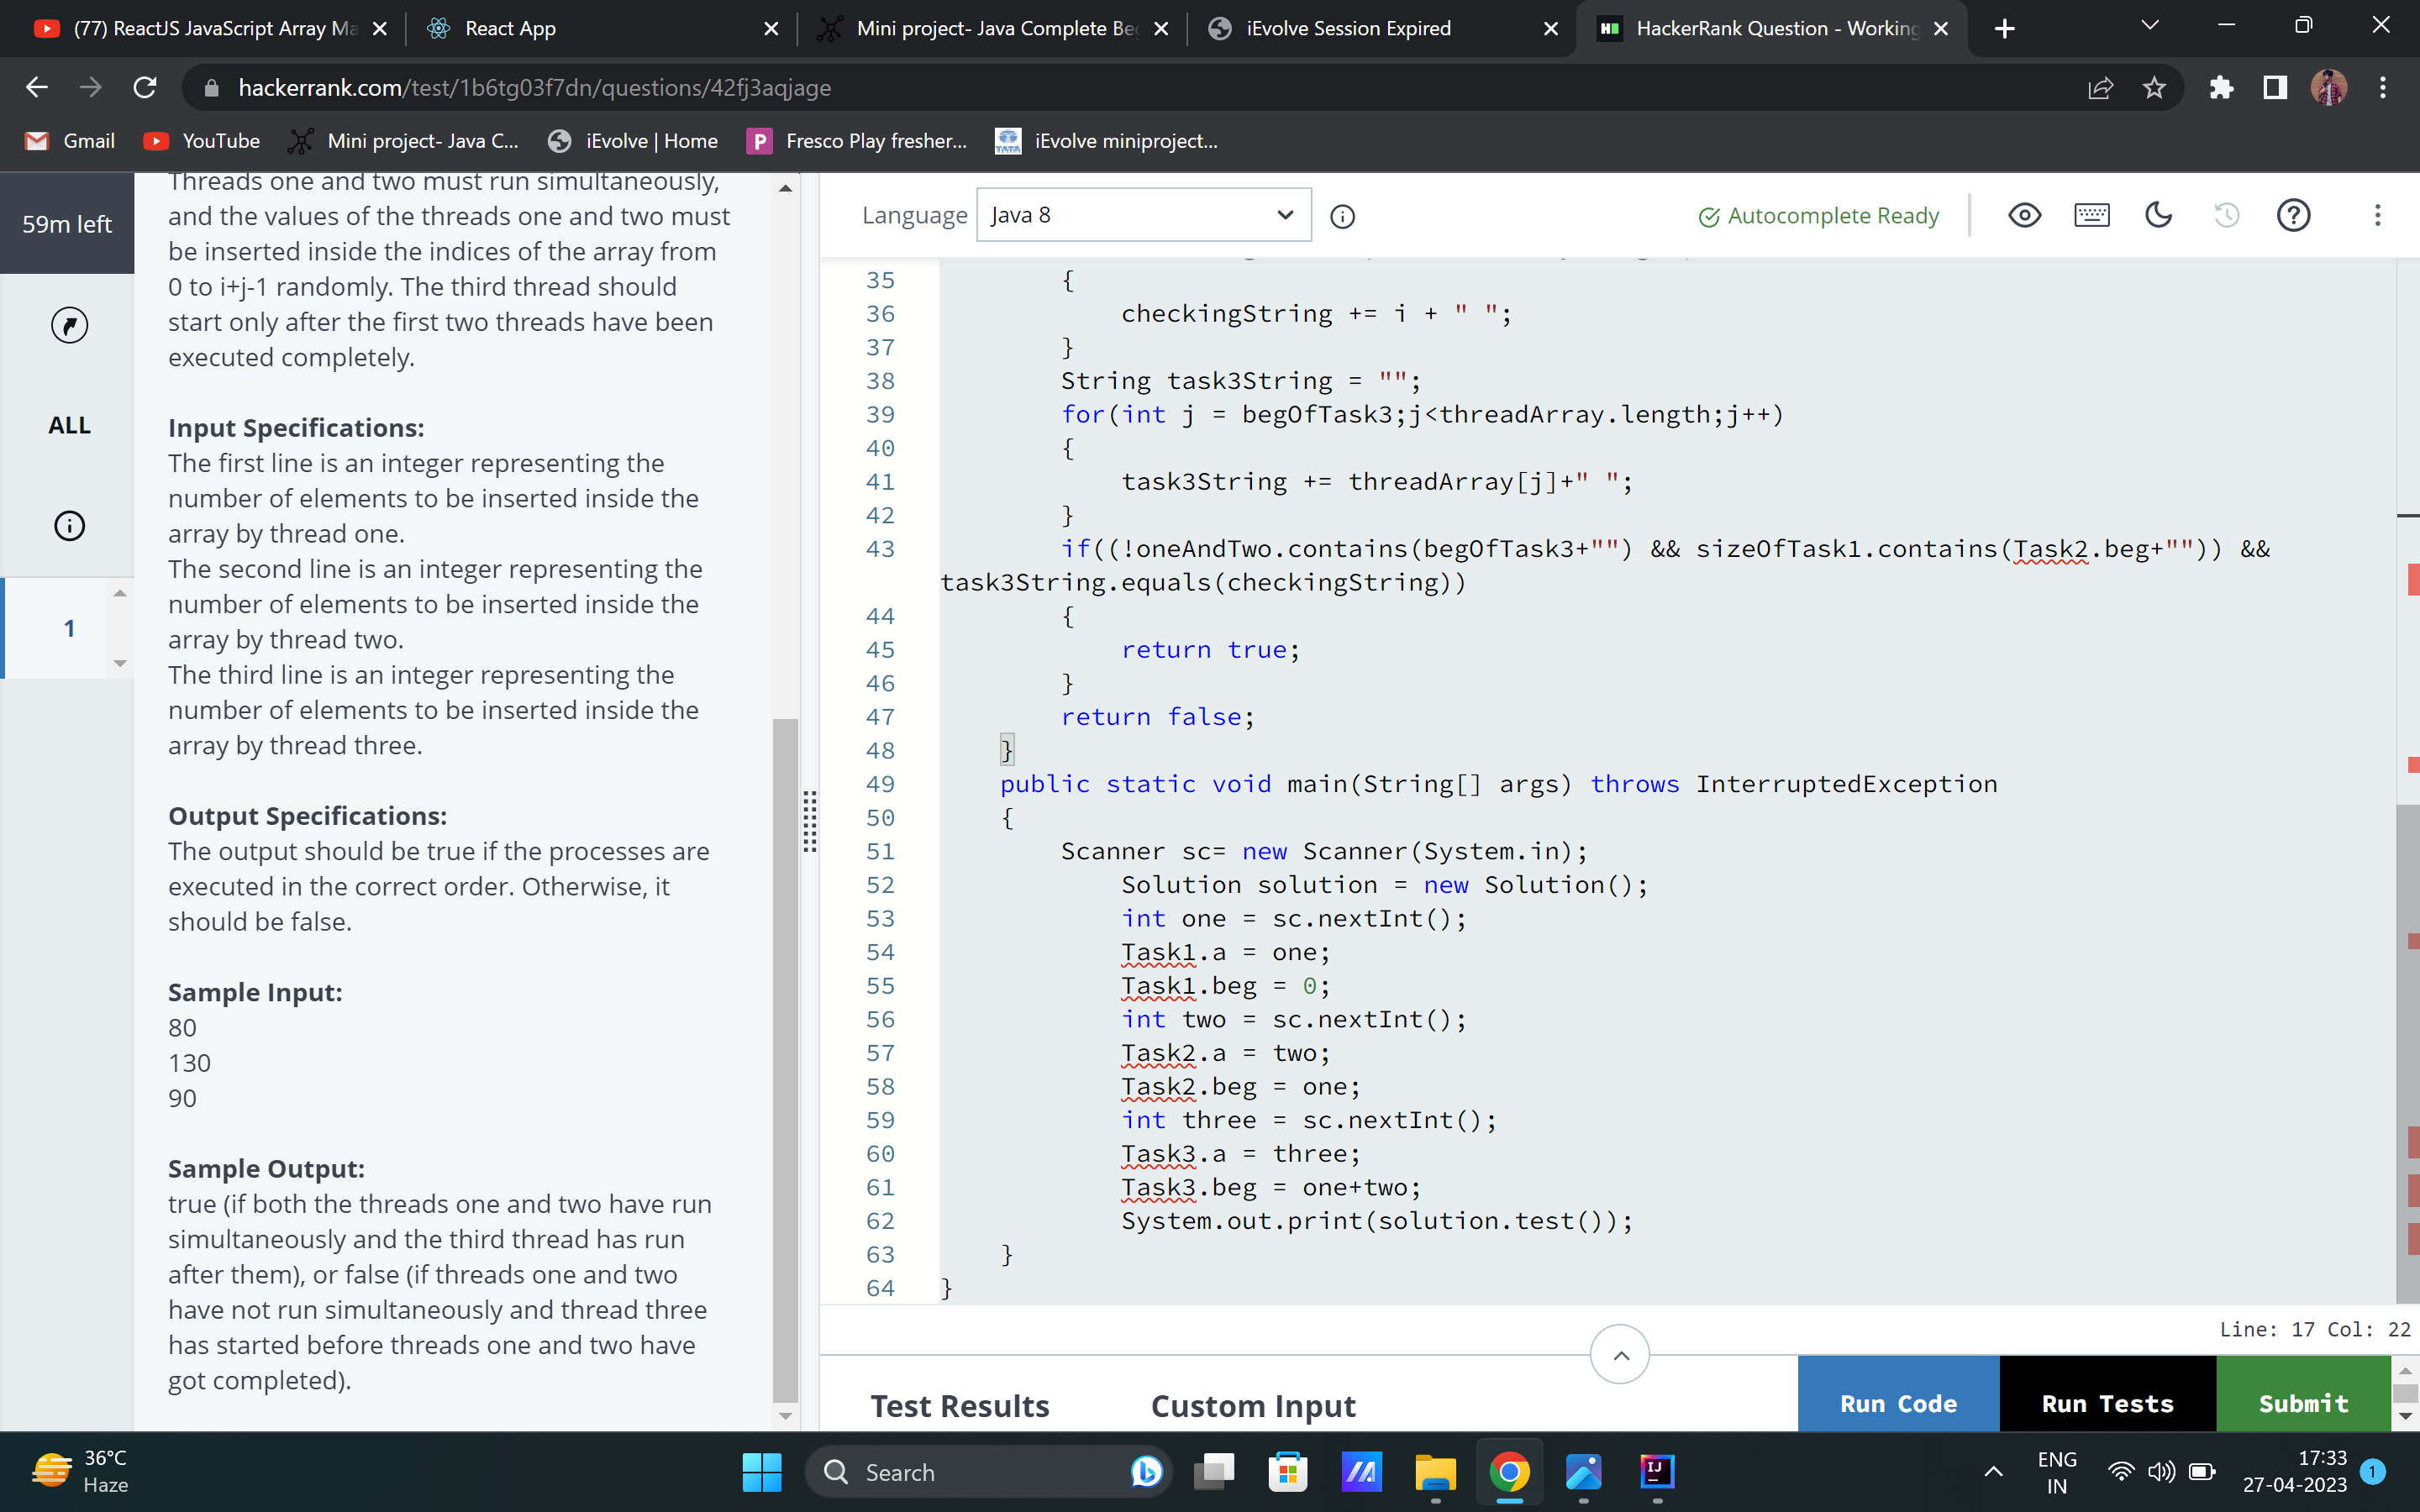 (77) ReactJS JavaScript Array Ma
React App
Mini project- Java Complete Be
iEvolve Session Expired
HackerRank Question - Working
hackerrank.com/test/1b6tg03f7dn/questions/42fj3aqjage
Gmail
YouTube
Mini project- Java C...
iEvolve | Home
Fresco Play fresher...
iEvolve miniproject...
59m left
ALL
1
Threads one and two must run simultaneously,
and the values of the threads one and two must
be inserted inside the indices of the array from
0 to i+j-1 randomly. The third thread should
start only after the first two threads have been
executed completely.
Input Specifications:
The first line is an integer representing the
number of elements to be inserted inside the
array by thread one.
The second line is an integer representing the
number of elements to be inserted inside the
array by thread two.
The third line is an integer representing the
number of elements to be inserted inside the
array by thread three.
Output Specifications:
The output should be true if the processes are
executed in the correct order. Otherwise, it
should be false.
Sample Input:
80
130
90
Sample Output:
true (if both the threads one and two have run
simultaneously and the third thread has run
after them), or false (if threads one and two
have not run simultaneously and thread three
has started before threads one and two have
got completed).
Language Java 8
Autocomplete Ready
35 {
36 checkingString += i + " ";
37 }
38 String task3String = "";
39 for(int j = begOfTask3;j<threadArray.length;j++)
40 {
41 task3String += threadArray[j]+" ";
42 }
43 if((!oneAndTwo.contains(begOfTask3+"") && sizeOfTask1.contains(Task2.beg+"")) &&
task3String.equals(checkingString))
44 {
45 return true;
46 }
47 return false;
48 }
49 public static void main(String[] args) throws InterruptedException
50 {
51 Scanner sc= new Scanner(System.in);
52 Solution solution = new Solution();
53 int one = sc.nextInt();
54 Task1.a = one;
55 Task1.beg = 0;
56 int two = sc.nextInt();
57 Task2.a = two;
58 Task2.beg = one;
59 int three = sc.nextInt();
60 Task3.a = three;
61 Task3.beg = one+two;
62 System.out.print(solution.test());
63 }
64 }
Line: 17 Col: 22
Test Results
Custom Input
Run Code
Run Tests
Submit
36°C
Haze
Search
ENG
IN
17:33
27-04-2023
1